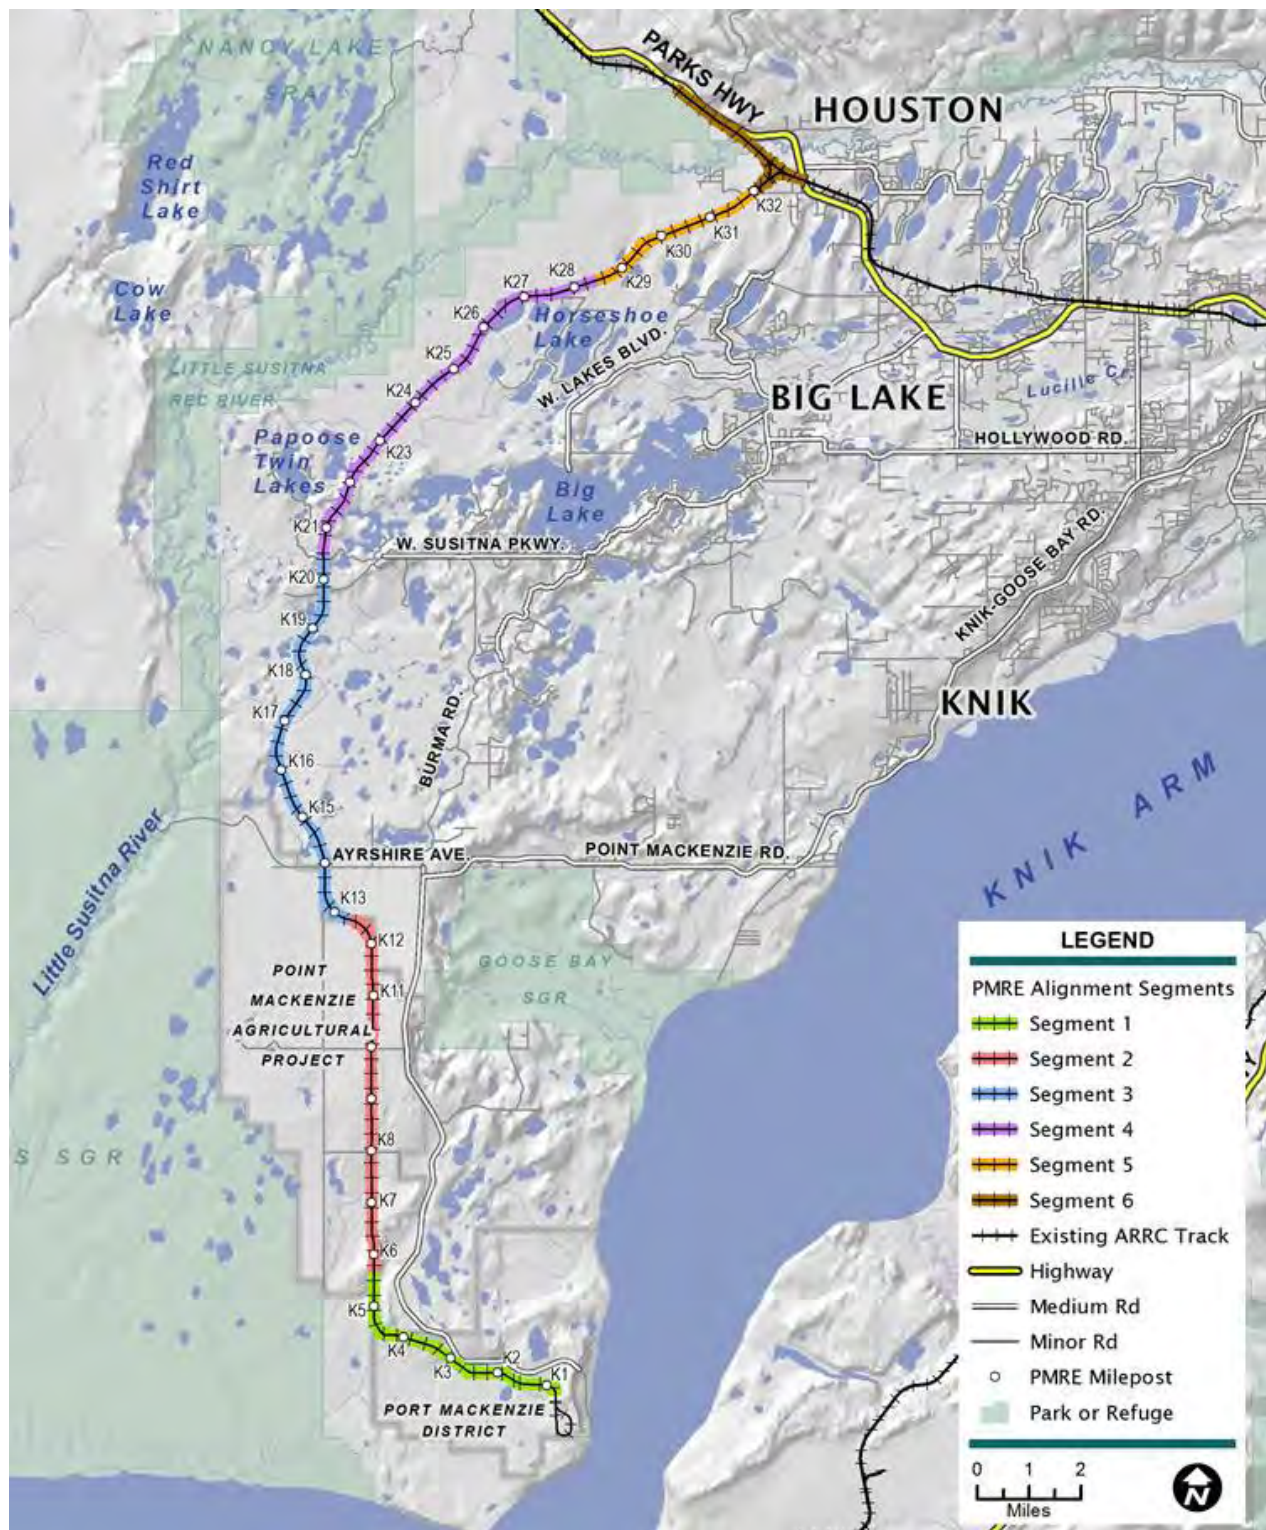 NANCY LAKE
SRA
PARKS HWY
HOUSTON
Red
Shirt
Lake
K32
K31
K30
K29
K28
K27
Cow
Lake
Horseshoe
Lake
K26
W. LAKES BLVD.
K25
LITTLE SUSITNA
REC RIVER
K24
BIG LAKE
Lucille Cr.
HOLLYWOOD RD.
Papoose
Twin
Lakes
K23
Big
Lake
K21
W. SUSITNA PKWY.
K20
KNIK-GOOSE BAY RD.
K19
K18
KNIK
K17
BURMA RD.
K16
KNIK ARM
K15
Little Susitna River
AYRSHIRE AVE.
POINT MACKENZIE RD.
K13
K12
GOOSE BAY
SGR
POINT
MACKENZIE
AGRICULTURAL
PROJECT
K11
S SGR
K8
K7
K6
K5
K4
K3
K2
K1
PORT MACKENZIE
DISTRICT
LEGEND
PMRE Alignment Segments
Segment 1
Segment 2
Segment 3
Segment 4
Segment 5
Segment 6
Existing ARRC Track
Highway
Medium Rd
Minor Rd
PMRE Milepost
Park or Refuge
0 1 2
Miles
N